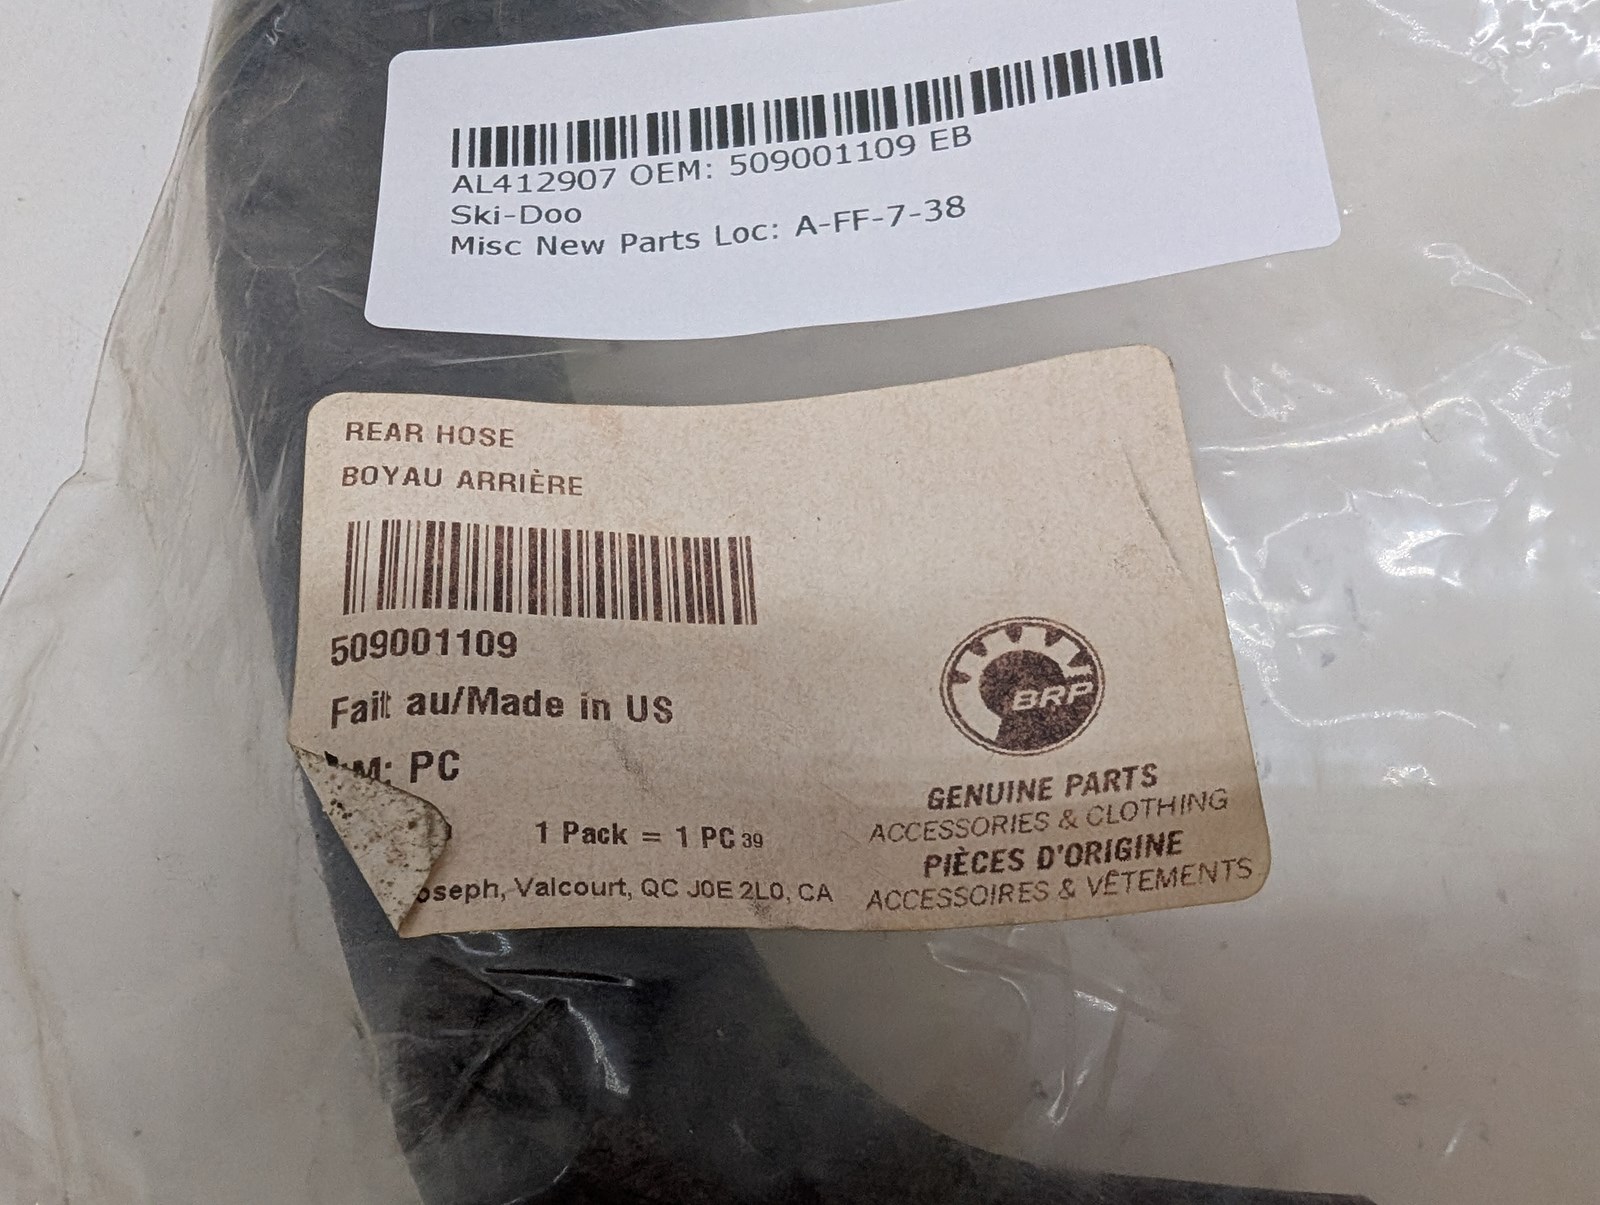 AL412907 OEM: 509001109 EB
Ski-Doo
Misc New Parts Loc: A-FF-7-38
REAR HOSE
BOYAU ARRIÈRE
509001109
Fait au/Made in US
PC
1 Pack = 1 PC 39
Valcourt, QC J0E 2L0, CA
BRP
GENUINE PARTS
ACCESSORIES & CLOTHING
PIÈCES D'ORIGINE
ACCESSOIRES & VÊTEMENTS